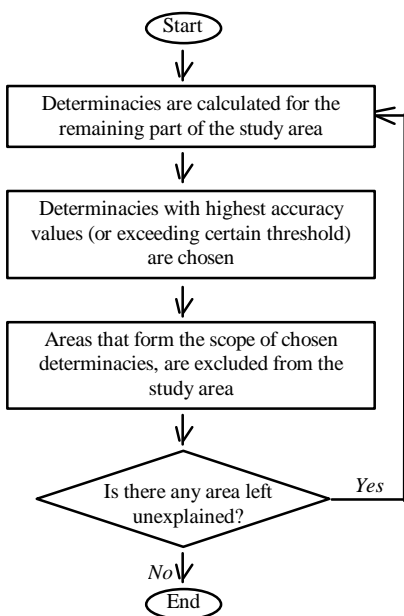 Start
Determinacies are calculated for the
remaining part of the study area
Determinacies with highest accuracy
values (or exceeding certain threshold)
are chosen
Areas that form the scope of chosen
determinacies, are excluded from the
study area
Is there any area left
unexplained?
Yes
No
End